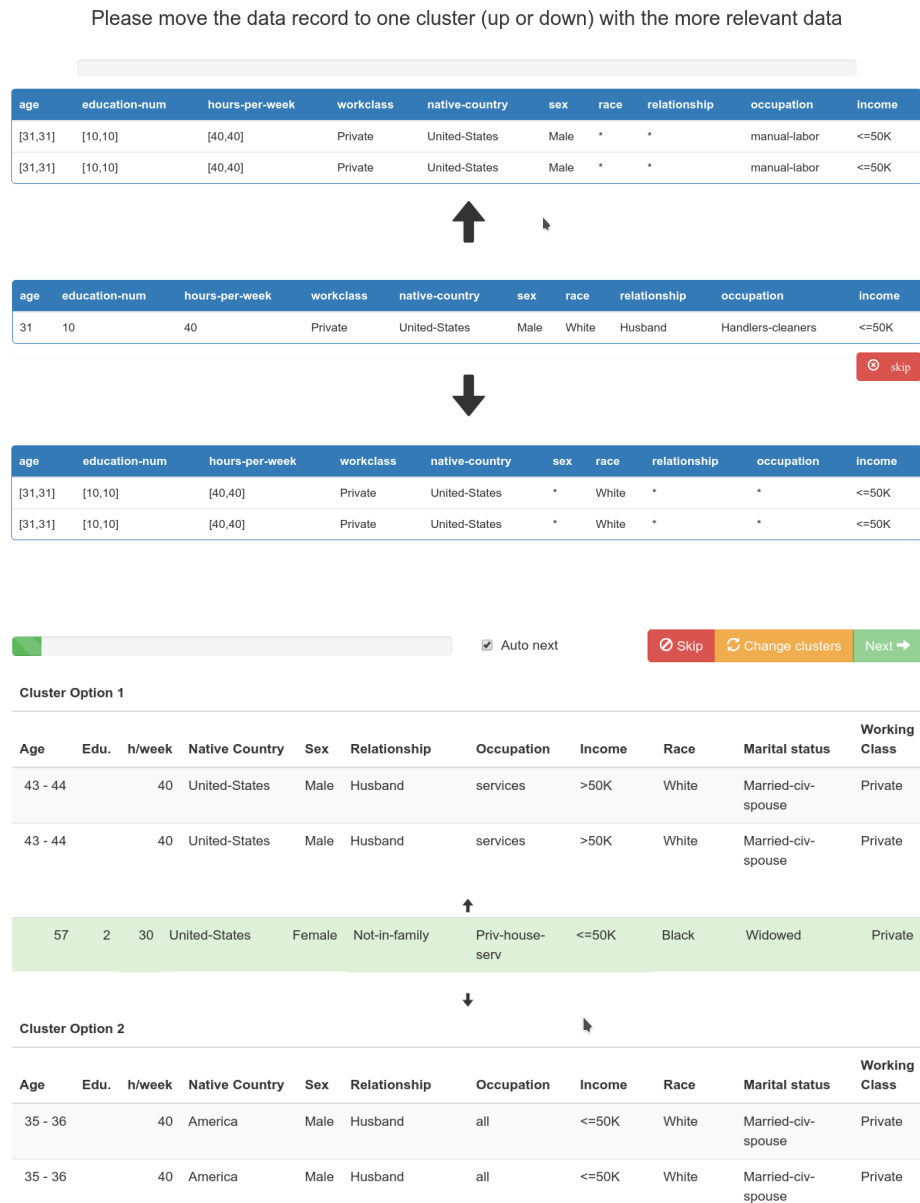 Please move the data record to one cluster (up or down) with the more relevant data
age education-num hours-per-week workclass native-country sex race relationship occupation income
[31,31] [10,10] [40,40] Private United-States Male * * manual-labor <=50K
[31,31] [10,10] [40,40] Private United-States Male * * manual-labor <=50K
age education-num hours-per-week workclass native-country sex race relationship occupation income
31 10 40 Private United-States Male White Husband Handlers-cleaners <=50K
skip
age education-num hours-per-week workclass native-country sex race relationship occupation income
[31,31] [10,10] [40,40] Private United-States * White * * <=50K
[31,31] [10,10] [40,40] Private United-States * White * * <=50K
Auto next Skip Change clusters Next
Cluster Option 1
Working
Age Edu. h/week Native Country Sex Relationship Occupation Income Race Marital status Class
43 - 44 40 United-States Male Husband services >50K White Married-civ- Private
spouse
43 - 44 40 United-States Male Husband services >50K White Married-civ- Private
spouse
57 2 30 United-States Female Not-in-family Priv-house- <=50K Black Widowed Private
serv
Cluster Option 2
Working
Age Edu. h/week Native Country Sex Relationship Occupation Income Race Marital status Class
35 - 36 40 America Male Husband all <=50K White Married-civ- Private
spouse
35 - 36 40 America Male Husband all <=50K White Married-civ- Private
spouse